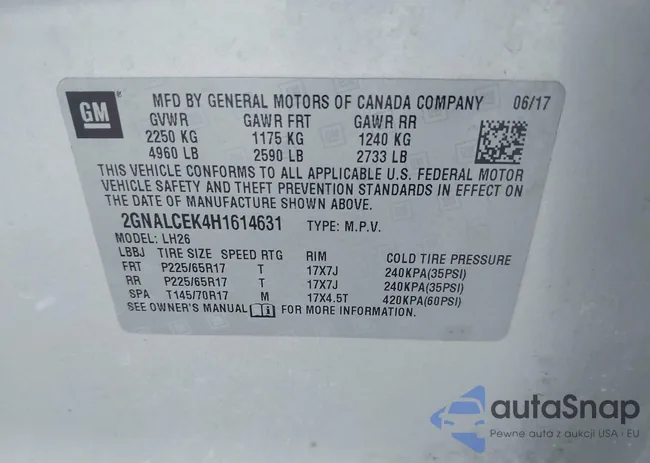 GM
MFD BY GENERAL MOTORS OF CANADA COMPANY 06/17
GVWR GAWR FRT GAWR RR
2250 KG 1175 KG 1240 KG
4960 LB 2590 LB 2733 LB
THIS VEHICLE CONFORMS TO ALL APPLICABLE U.S. FEDERAL MOTOR
VEHICLE SAFETY AND THEFT PREVENTION STANDARDS IN EFFECT ON
THE DATE OF MANUFACTURE SHOWN ABOVE.
2GNALCEK4H1614631 TYPE: M.P.V.
MODEL: LH26
LBBJ TIRE SIZE SPEED RTG RIM COLD TIRE PRESSURE
FRT P225/65R17 T 17X7J 240KPA(35PSI)
RR P225/65R17 T 17X7J 240KPA(35PSI)
SPA T145/70R17 M 17X4.5T 420KPA(60PSI)
SEE OWNER'S MANUAL FOR MORE INFORMATION.
autaSnap
Pewne auta z aukcji USA i EU